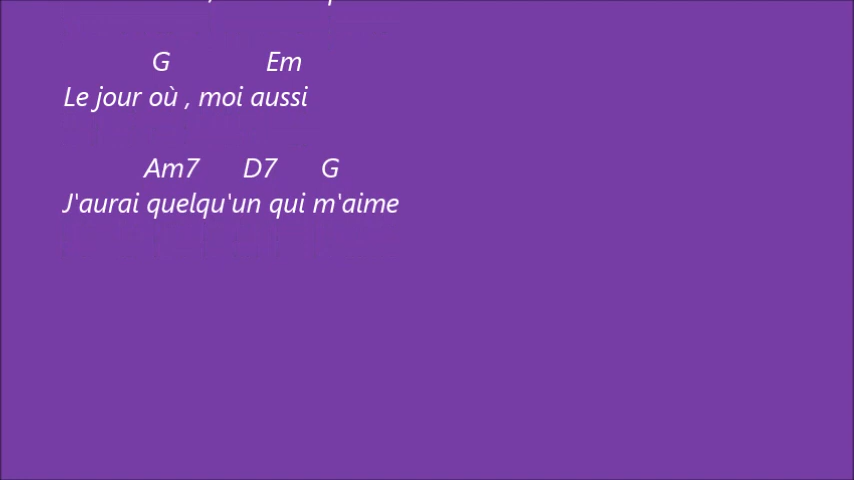 G Em
Le jour où , moi aussi
Am7 D7 G
J'aurai quelqu'un qui m'aime